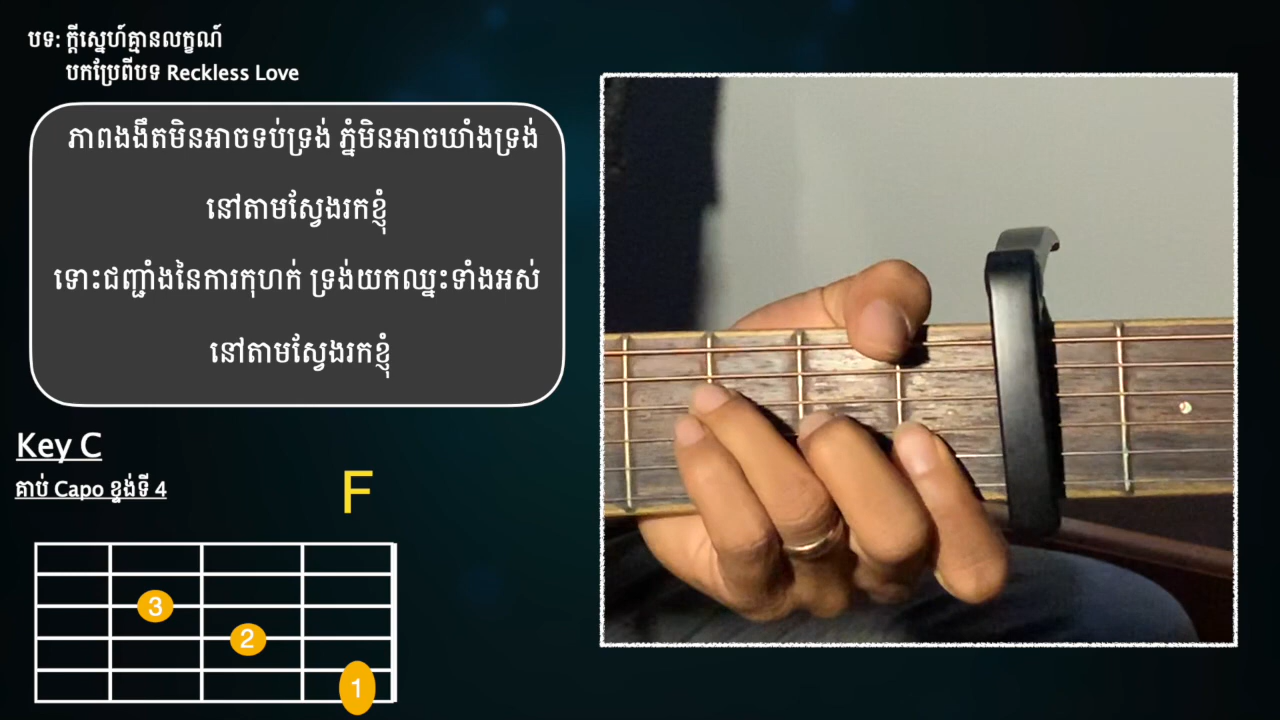 បទ: ក្ដីស្នេហ៍គ្មានលក្ខណ៍
បកប្រែពីបទ Reckless Love
ភាពងងឹតមិនអាចទប់ទ្រង់ ភ្នំមិនអាចឃាំងទ្រង់
នៅតាមស្វែងរកខ្ញុំ
ទោះជញ្ជាំងនៃការកុហក់ ទ្រង់យកឈ្នះទាំងអស់
នៅតាមស្វែងរកខ្ញុំ
Key C
គាប់ Capo ខ្ទង់ទី 4
F
3
2
1